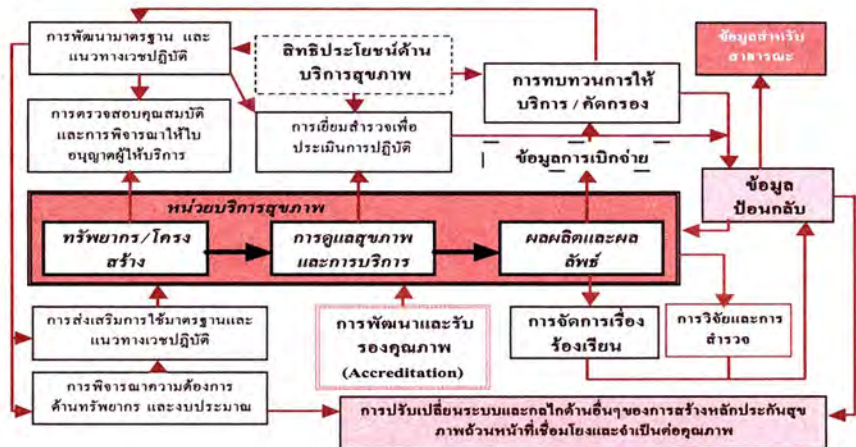 การพัฒนามาตรฐาน และ
แนวทางเวชปฏิบัติ
สิทธิประโยชน์ด้าน
บริการสุขภาพ
การทบทวนการให้
บริการ / คัดกรอง
ข้อมูลสำหรับ
สาธารณะ
การตรวจสอบคุณสมบัติ
และการพิจารณาให้ใบ
อนุญาตผู้ให้บริการ
การเยี่ยมสำรวจเพื่อ
ประเมินการปฏิบัติ
ข้อมูลการเบิกจ่าย
ข้อมูล
ป้อนกลับ
หน่วยบริการสุขภาพ
ทรัพยากร/โครง
สร้าง
การดูแลสุขภาพ
และการบริการ
ผลผลิตและผล
ลัพธ์
การส่งเสริมการใช้มาตรฐานและ
แนวทางเวชปฏิบัติ
การพัฒนาและรับ
รองคุณภาพ
(Accreditation)
การจัดการเรื่อง
ร้องเรียน
การวิจัยและการ
สำรวจ
การพิจารณาความต้องการ
ด้านทรัพยากร และงบประมาณ
การปรับเปลี่ยนระบบและกลไกด้านอื่นๆของการสร้างหลักประกันสุข
ภาพถ้วนหน้าที่เชื่อมโยงและจำเป็นต่อคุณภาพ